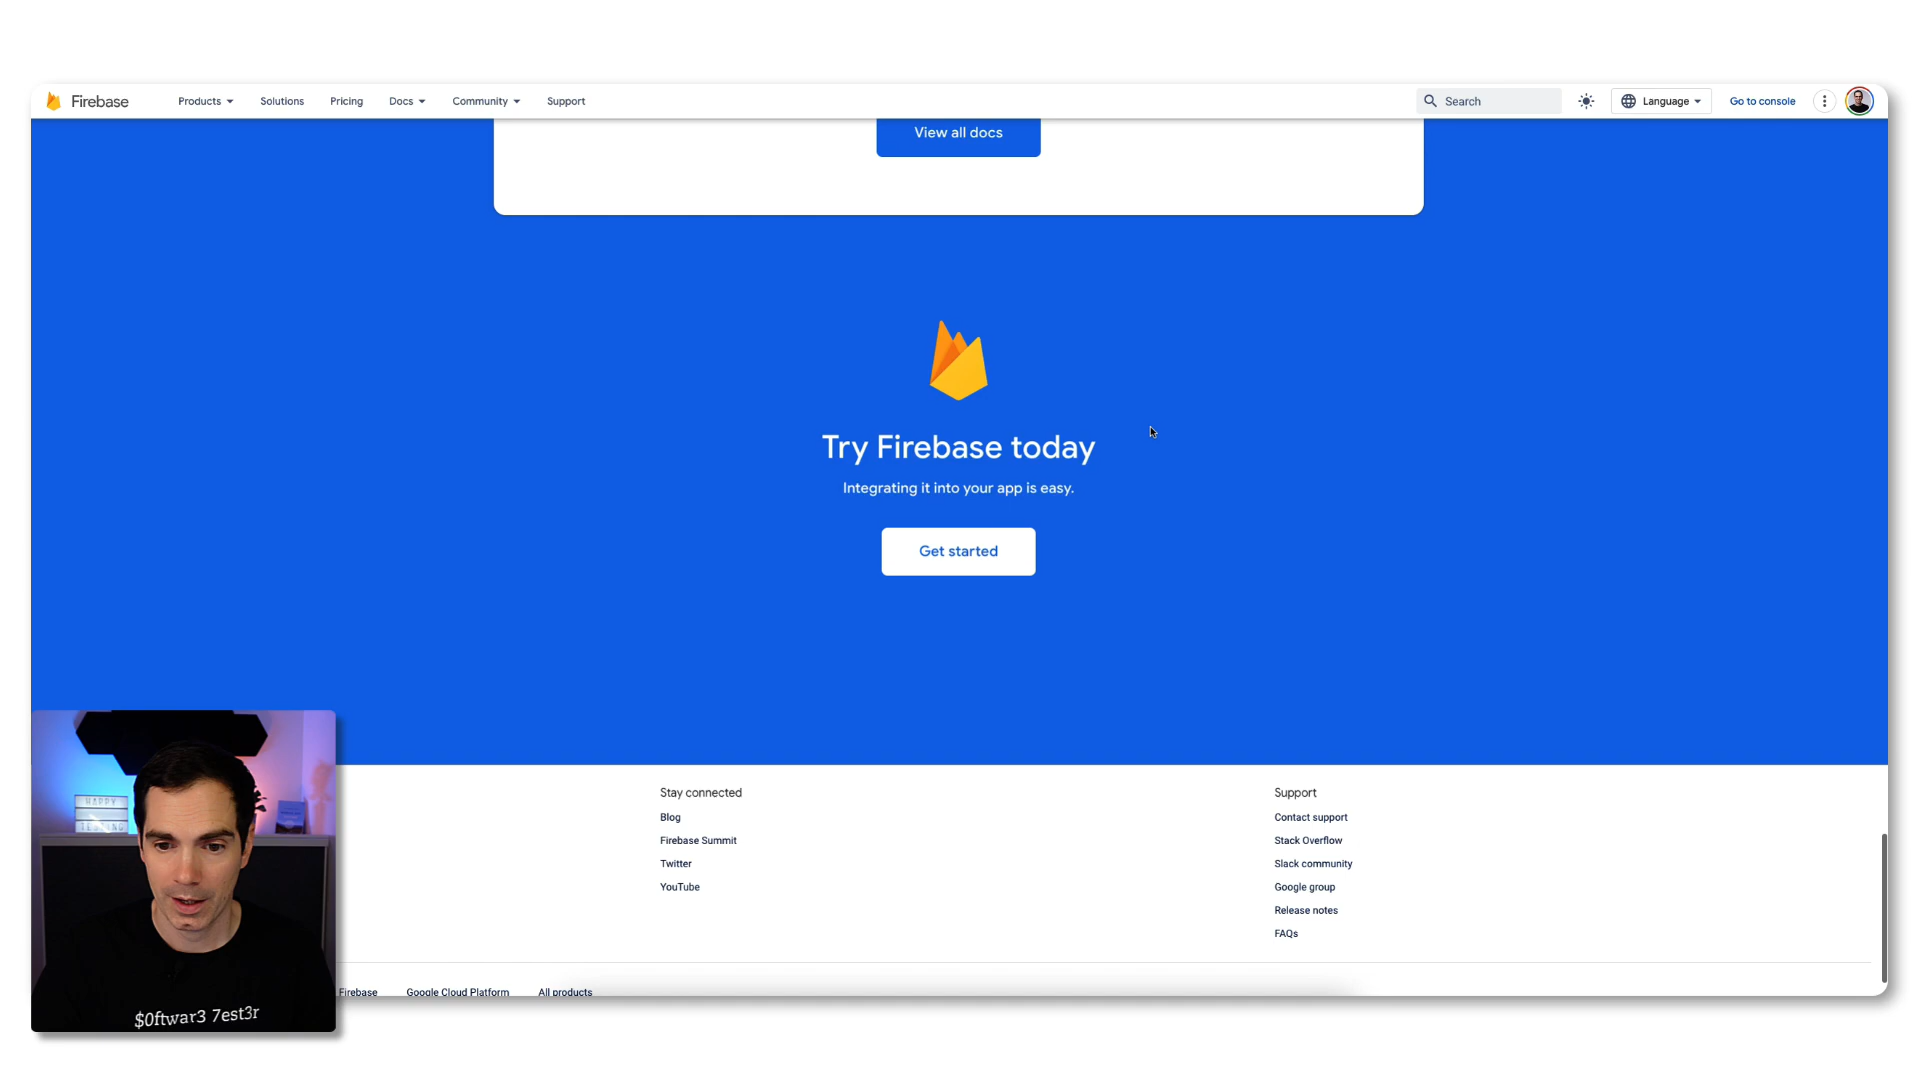 Firebase
Products
Solutions
Pricing
Docs
Community
Support
Search
Language
Go to console
View all docs
Try Firebase today
Integrating it into your app is easy.
Get started
Stay connected
Blog
Firebase Summit
Twitter
YouTube
Support
Contact support
Stack Overflow
Slack community
Google group
Release notes
FAQs
Firebase
Google Cloud Platform
All products
HAPPY
TESTING
$0ftwar3 7est3r